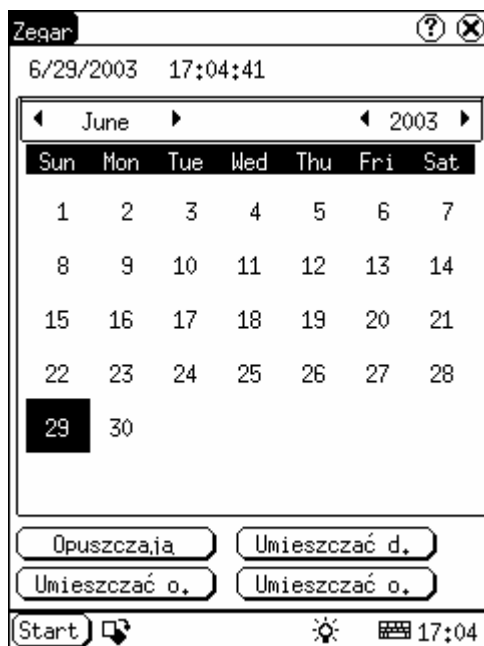 Zegar ? X
6/29/2003 17:04:41
June 2003
Sun Mon Tue Wed Thu Fri Sat
1 2 3 4 5 6 7
8 9 10 11 12 13 14
15 16 17 18 19 20 21
22 23 24 25 26 27 28
29 30
Opuszczają Umieszczać d.
Umieszczać o. Umieszczać o.
Start 17:04